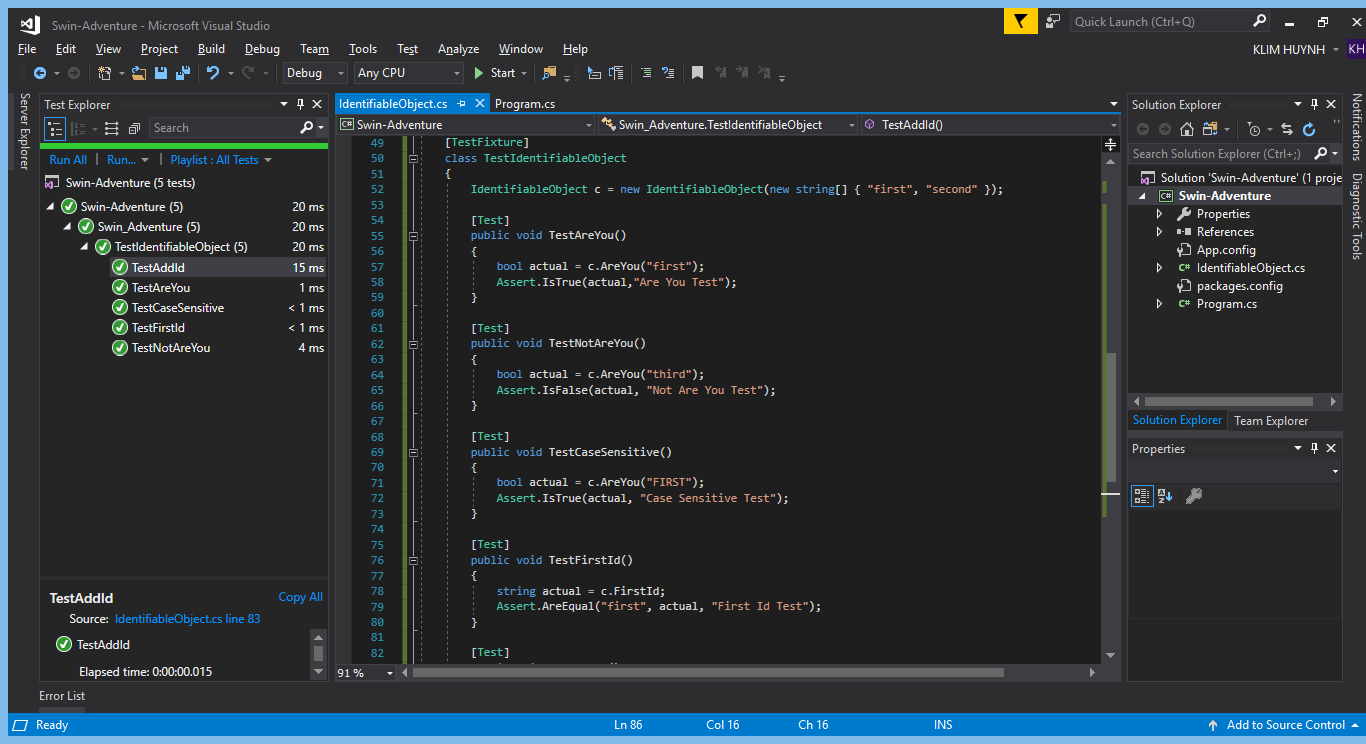 Swin-Adventure - Microsoft Visual Studio
Quick Launch (Ctrl+Q)
File Edit View Project Build Debug Team Tools Test Analyze Window Help
KLIM HUYNH KH
Debug Any CPU Start
Server Explorer
Test Explorer
Search
Run All | Run... | Playlist : All Tests
Swin-Adventure (5 tests)
Swin-Adventure (5) 20 ms
Swin_Adventure (5) 20 ms
TestIdentifiableObject (5) 20 ms
TestAddId 15 ms
TestAreYou 1 ms
TestCaseSensitive < 1 ms
TestFirstId < 1 ms
TestNotAreYou 4 ms
TestAddId Copy All
Source: IdentifiableObject.cs line 83
TestAddId
Elapsed time: 0:00:00.015
IdentifiableObject.cs Program.cs
C# Swin-Adventure Swin_Adventure.TestIdentifiableObject TestAddId()
49 [TestFixture]
50 class TestIdentifiableObject
51 {
52 IdentifiableObject c = new IdentifiableObject(new string[] { "first", "second" });
53
54 [Test]
55 public void TestAreYou()
56 {
57 bool actual = c.AreYou("first");
58 Assert.IsTrue(actual,"Are You Test");
59 }
60
61 [Test]
62 public void TestNotAreYou()
63 {
64 bool actual = c.AreYou("third");
65 Assert.IsFalse(actual, "Not Are You Test");
66 }
67
68 [Test]
69 public void TestCaseSensitive()
70 {
71 bool actual = c.AreYou("FIRST");
72 Assert.IsTrue(actual, "Case Sensitive Test");
73 }
74
75 [Test]
76 public void TestFirstId()
77 {
78 string actual = c.FirstId;
79 Assert.AreEqual("first", actual, "First Id Test");
80 }
81
82 [Test]
91 %
Solution Explorer
Search Solution Explorer (Ctrl+;)
Solution 'Swin-Adventure' (1 proje
C# Swin-Adventure
Properties
References
App.config
C# IdentifiableObject.cs
packages.config
C# Program.cs
Solution Explorer Team Explorer
Properties
Notifications
Diagnostic Tools
Error List
Ready Ln 86 Col 16 Ch 16 INS Add to Source Control